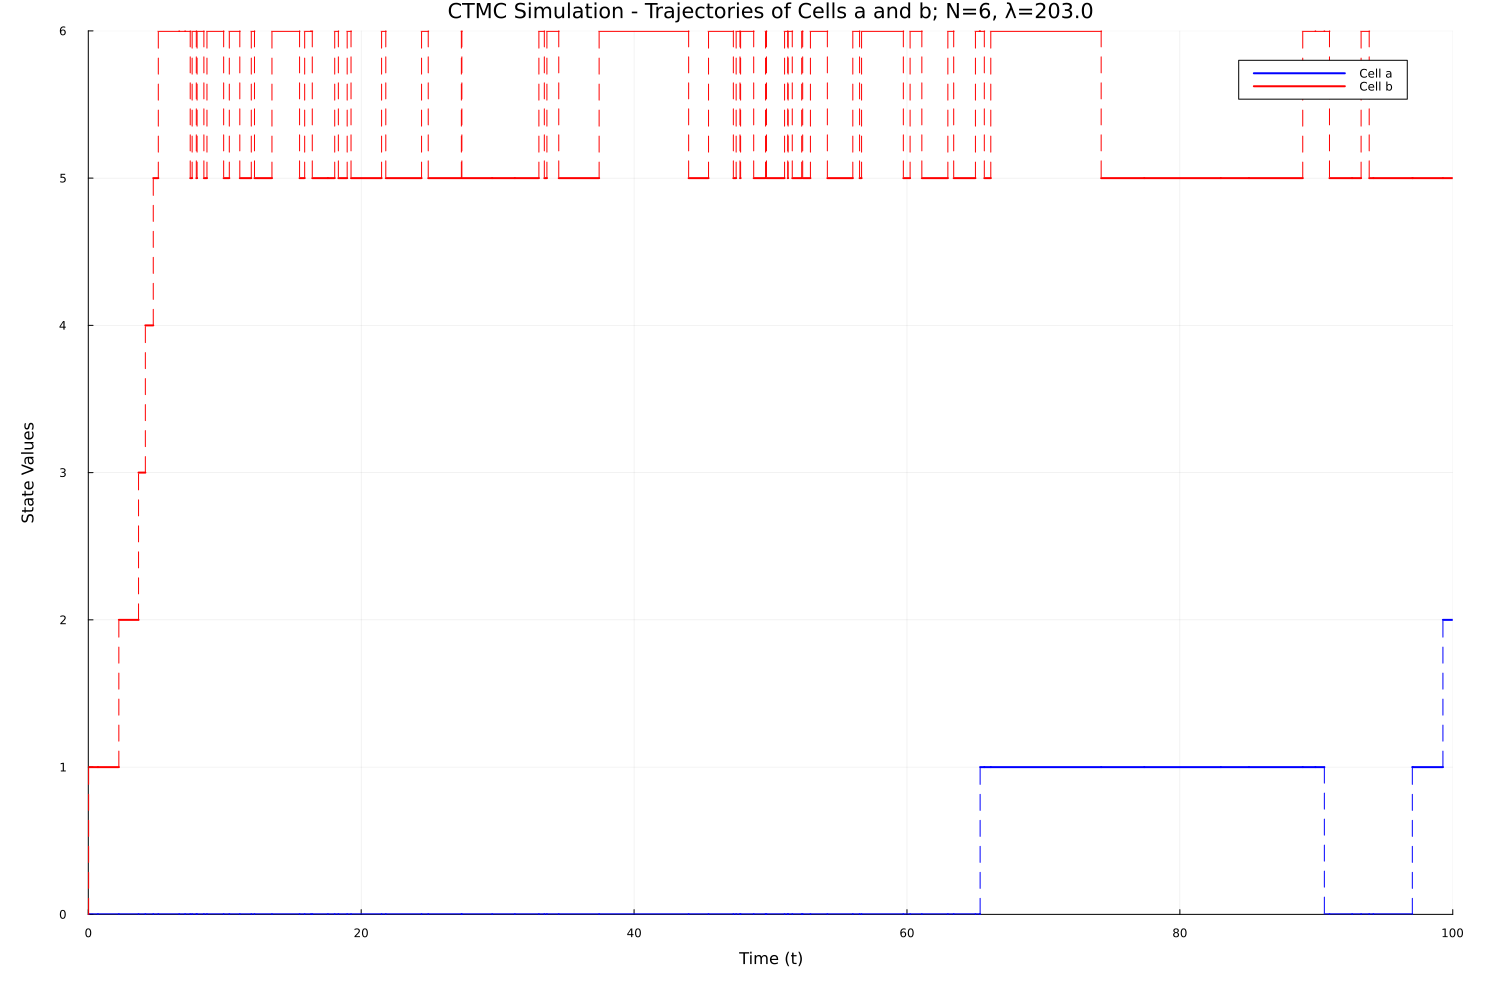 CTMC Simulation - Trajectories of Cells a and b; N=6, λ=203.0
6
Cell a
Cell b
5
4
3
State Values
2
1
0
0 20 40 60 80 100
Time (t)